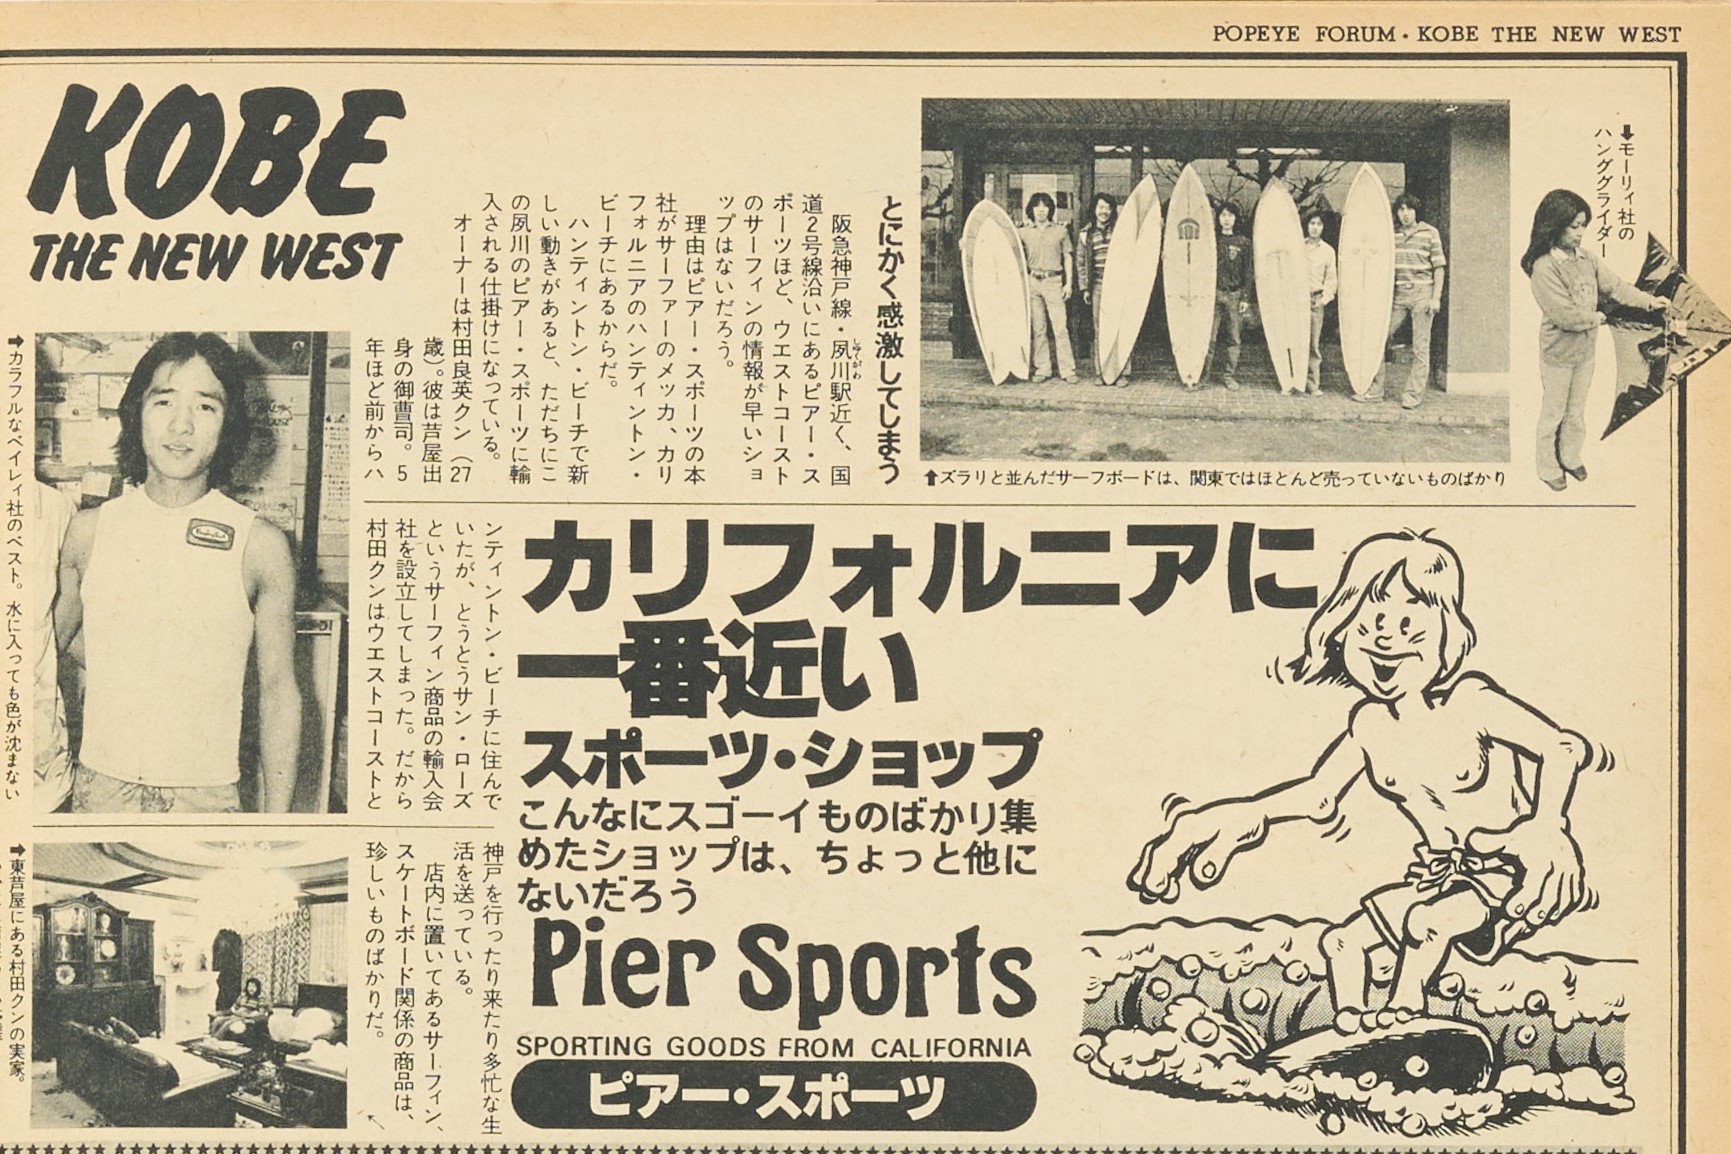 POPEYE FORUM・KOBE THE NEW WEST
KOBE
THE NEW WEST
とにかく感激してしまう
阪急神戸線・夙川駅近く、国
しゅくがわ
道2号線沿いにあるピアー・ス
ポーツほど、ウエストコースト
のサーフィンの情報が早いショ
ップはないだろう。
理由はピアー・スポーツの本
社がサーファーのメッカ、カリ
フォルニアのハンティントン・
ビーチにあるからだ。
ハンティントン・ビーチで新
しい動きがあると、ただちにこ
の夙川のピアー・スポーツに輸
入される仕掛けになっている。
オーナーは村田良英クン（27
歳）。彼は芦屋出
身の御曹司。5
年ほど前からハ
ンティントン・ビーチに住んで
いたが、とうとうサン・ローズ
というサーフィン商品の輸入会
社を設立してしまった。だから
村田クンはウエストコーストと
神戸を行ったり来たり多忙な生
活を送っている。
店内に置いてあるサーフィン、
スケートボード関係の商品は、
珍しいものばかりだ。
⬆ズラリと並んだサーフボードは、関東ではほとんど売っていないものばかり
⬇モーリィ社の
ハンググライダー
➡カラフルなベイレィ社のベスト。水に入っても色が沈まない
➡東芦屋にある村田クンの実家。
カリフォルニアに
一番近い
スポーツ・ショップ
こんなにスゴーイものばかり集
めたショップは、ちょっと他に
ないだろう
Pier Sports
SPORTING GOODS FROM CALIFORNIA
ピアー・スポーツ